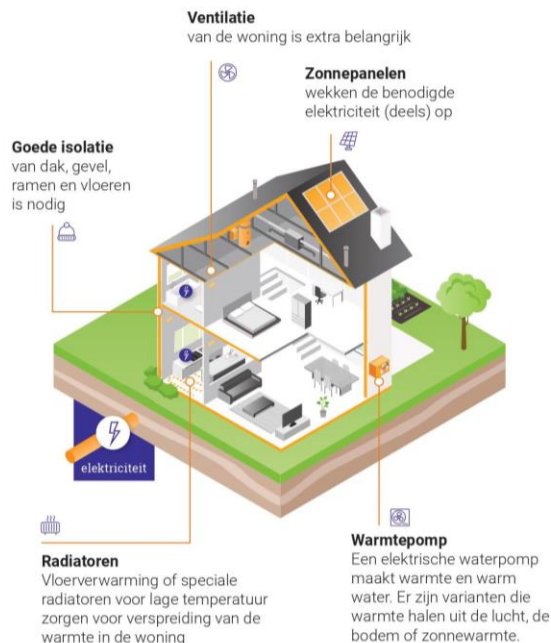 Ventilatie
van de woning is extra belangrijk
Zonnepanelen
wekken de benodigde
elektriciteit (deels) op
Goede isolatie
van dak, gevel,
ramen en vloeren
is nodig
elektriciteit
Radiatoren
Vloerverwarming of speciale
radiatoren voor lage temperatuur
zorgen voor verspreiding van de
warmte in de woning
Warmtepomp
Een elektrische waterpomp
maakt warmte en warm
water. Er zijn varianten die
warmte halen uit de lucht, de
bodem of zonnewarmte.